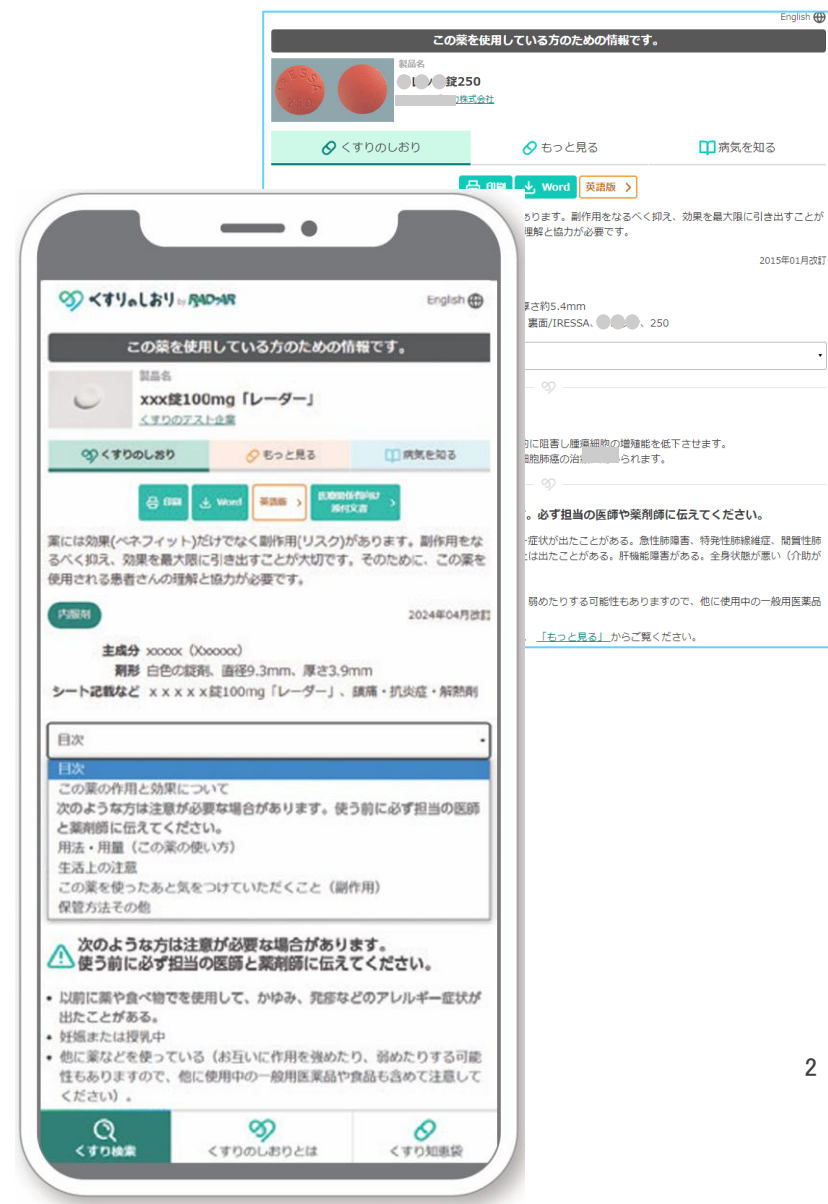 English
この薬を使用している方のための情報です。
製品名
錠250
株式会社
くすりのしおり
もっと見る
病気を知る
印刷
Word
英語版
あります。副作用をなるべく抑え、効果を最大限に引き出すことが
理解と協力が必要です。
2015年01月改訂
厚さ約5.4mm
裏面/IRESSA、、250
的に阻害し腫瘍細胞の増殖能を低下させます。
細胞肺癌の治
られます。
。必ず担当の医師や薬剤師に伝えてください。
症状が出たことがある。急性肺障害、特発性肺線維症、間質性肺
は出たことがある。肝機能障害がある。全身状態が悪い（介助が
弱めたりする可能性もありますので、他に使用中の一般用医薬品
「もっと見る」からご覧ください。
くすりのしおり by RAD-AR
English
この薬を使用している方のための情報です。
製品名
xxx錠100mg「レーダー」
くすりのテスト企業
くすりのしおり
もっと見る
病気を知る
印刷
Word
英語版
医療関係者向け
添付文書
薬には効果(ベネフィット)だけでなく副作用(リスク)があります。副作用をな
るべく抑え、効果を最大限に引き出すことが大切です。そのために、この薬を
使用される患者さんの理解と協力が必要です。
内服剤
2024年04月改訂
主成分 xxxxx（Xxxxxx）
剤形 白色の錠剤、直径9.3mm、厚さ3.9mm
シート記載など ｘｘｘｘｘ錠100mg「レーダー」、鎮痛・抗炎症・解熱剤
目次
目次
この薬の作用と効果について
次のような方は注意が必要な場合があります。使う前に必ず担当の医師
と薬剤師に伝えてください。
用法・用量（この薬の使い方）
生活上の注意
この薬を使ったあと気をつけていただくこと（副作用）
保管方法その他
次のような方は注意が必要な場合があります。
使う前に必ず担当の医師と薬剤師に伝えてください。
• 以前に薬や食べ物でを使用して、かゆみ、発疹などのアレルギー症状が
出たことがある。
• 妊娠または授乳中
• 他に薬などを使っている（お互いに作用を強めたり、弱めたりする可能
性もありますので、他に使用中の一般用医薬品や食品も含めて注意して
ください）.
くすり検索
くすりのしおりとは
くすり知恵袋
2